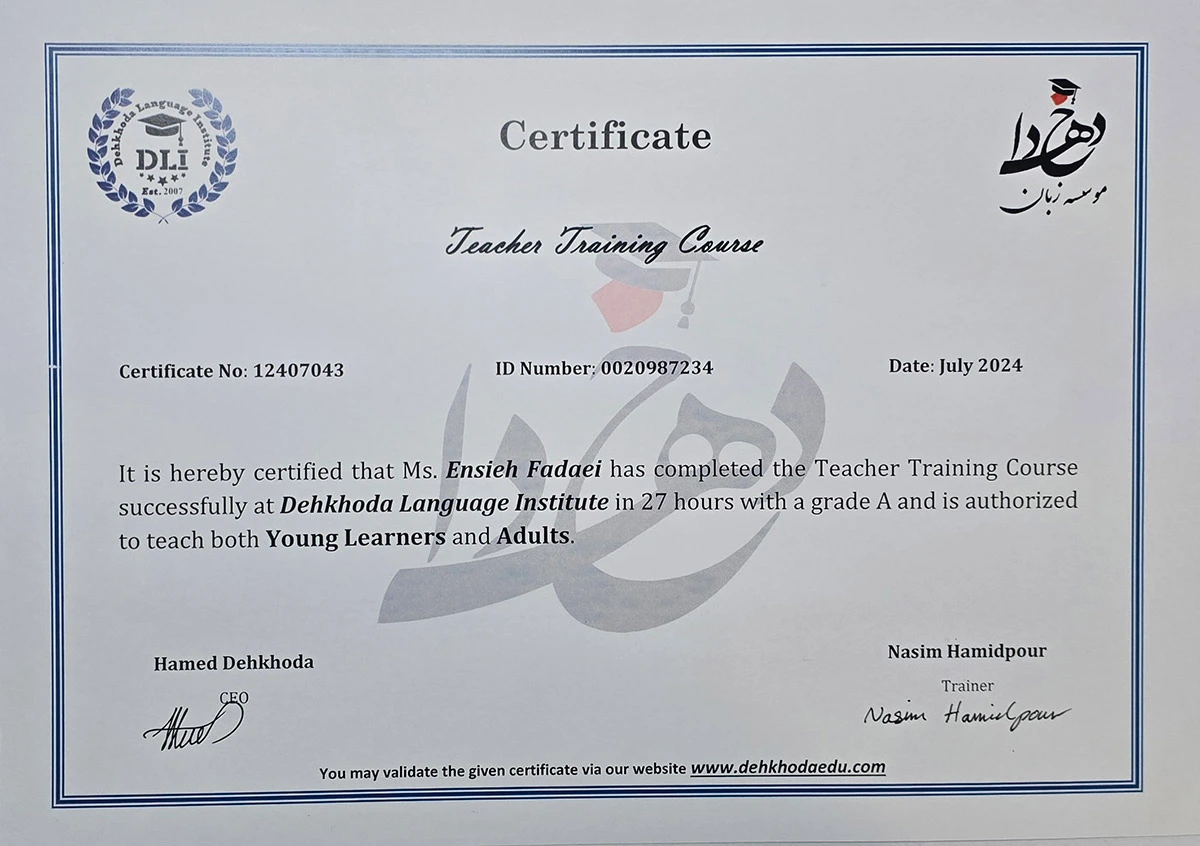 Dehkhoda Language Institute
DLI
Est. 2007
Certificate
دهخدا
موسسه زبان
Teacher Training Course
Certificate No: 12407043
ID Number: 0020987234
Date: July 2024
It is hereby certified that Ms. Ensieh Fadaei has completed the Teacher Training Course
successfully at Dehkhoda Language Institute in 27 hours with a grade A and is authorized
to teach both Young Learners and Adults.
دهخدا
Hamed Dehkhoda
CEO
Nasim Hamidpour
Trainer
Nasim Hamidpour
You may validate the given certificate via our website www.dehkhodaedu.com